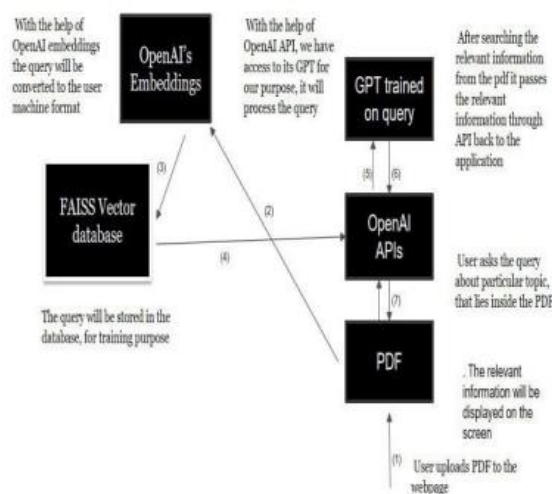 With the help of
OpenAI embeddings
the query will be
converted to the user
machine format
OpenAI's
Embeddings
With the help of
OpenAI API, we have
access to its GPT for
our purpose, it will
process the query
GPT trained
on query
After searching the
relevant information
from the pdf it passes
the relevant
information through
API back to the
application
(3)
(5)
(6)
FAISS Vector
database
(2)
(4)
OpenAI
APIs
User asks the query
about particular topic,
that lies inside the PDF
The query will be stored in the
database, for training purpose
(7)
PDF
. The relevant
information will be
displayed on the
screen
(1)
User uploads PDF to the
webpage